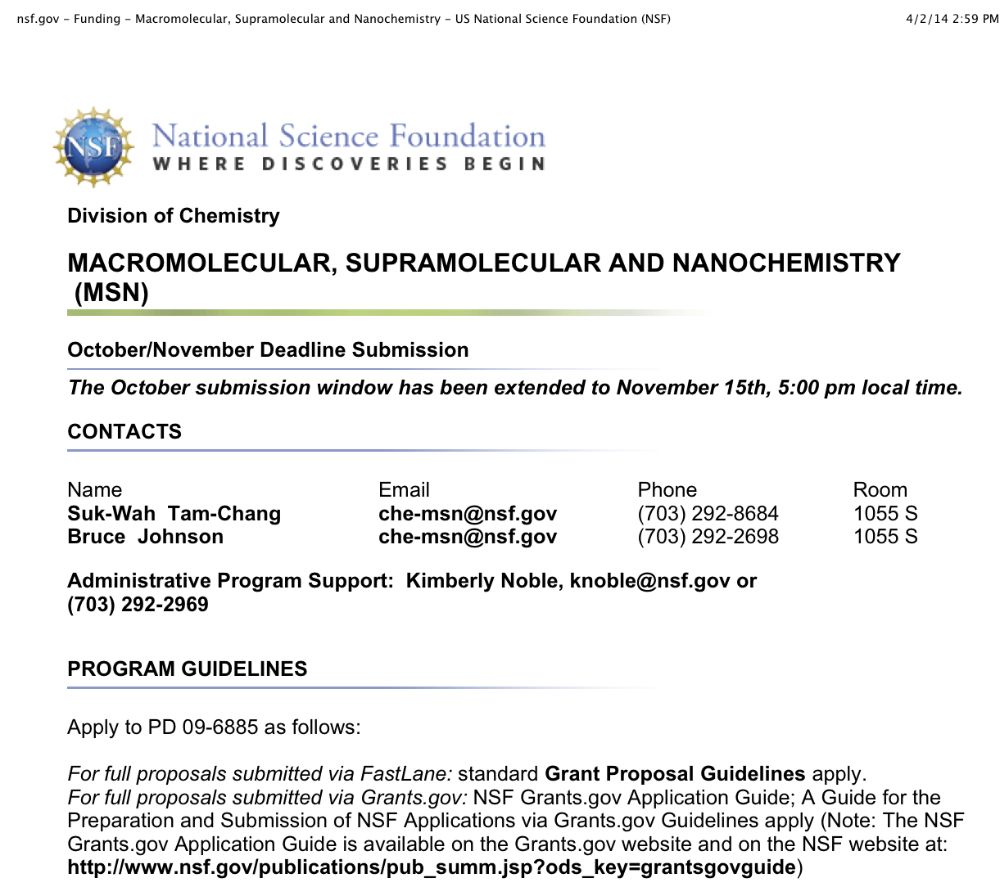 nsf.gov - Funding - Macromolecular, Supramolecular and Nanochemistry - US National Science Foundation (NSF) 4/2/14 2:59 PM
NSF National Science Foundation
WHERE DISCOVERIES BEGIN
Division of Chemistry
MACROMOLECULAR, SUPRAMOLECULAR AND NANOCHEMISTRY
(MSN)
October/November Deadline Submission
The October submission window has been extended to November 15th, 5:00 pm local time.
CONTACTS
Name Email Phone Room
Suk-Wah Tam-Chang che-msn@nsf.gov (703) 292-8684 1055 S
Bruce Johnson che-msn@nsf.gov (703) 292-2698 1055 S
Administrative Program Support: Kimberly Noble, knoble@nsf.gov or
(703) 292-2969
PROGRAM GUIDELINES
Apply to PD 09-6885 as follows:
For full proposals submitted via FastLane: standard Grant Proposal Guidelines apply.
For full proposals submitted via Grants.gov: NSF Grants.gov Application Guide; A Guide for the
Preparation and Submission of NSF Applications via Grants.gov Guidelines apply (Note: The NSF
Grants.gov Application Guide is available on the Grants.gov website and on the NSF website at:
http://www.nsf.gov/publications/pub_summ.jsp?ods_key=grantsgovguide)